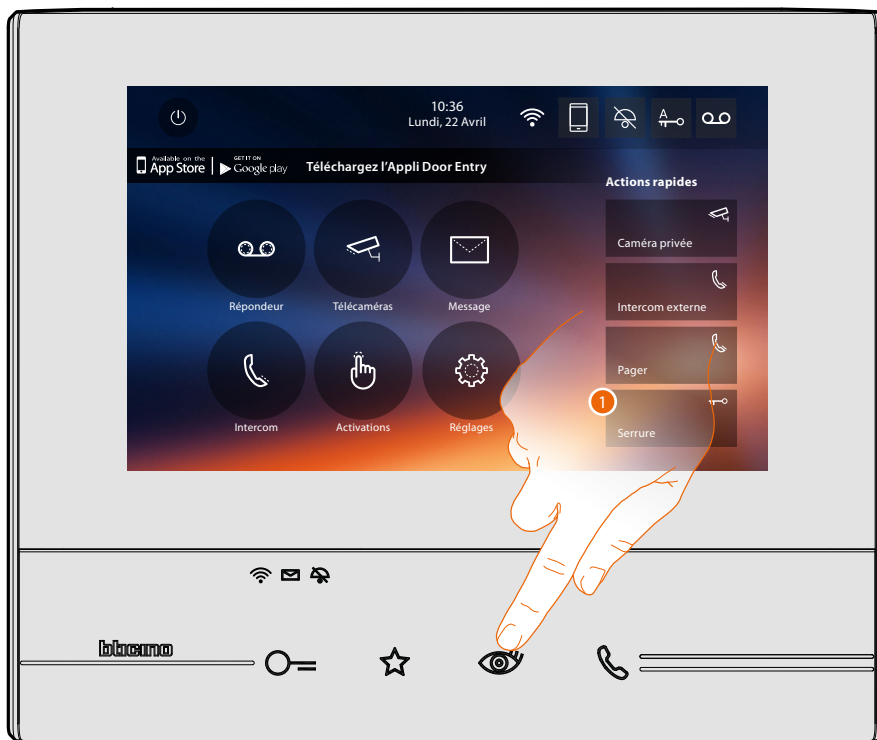 10:36
Lundi, 22 Avril
A
Available on the
App Store
GET IT ON
Google play
Téléchargez l'Appli Door Entry
Actions rapides
Caméra privée
Répondeur
Télécaméras
Message
Intercom externe
Pager
1
Serrure
Intercom
Activations
Réglages
bticino